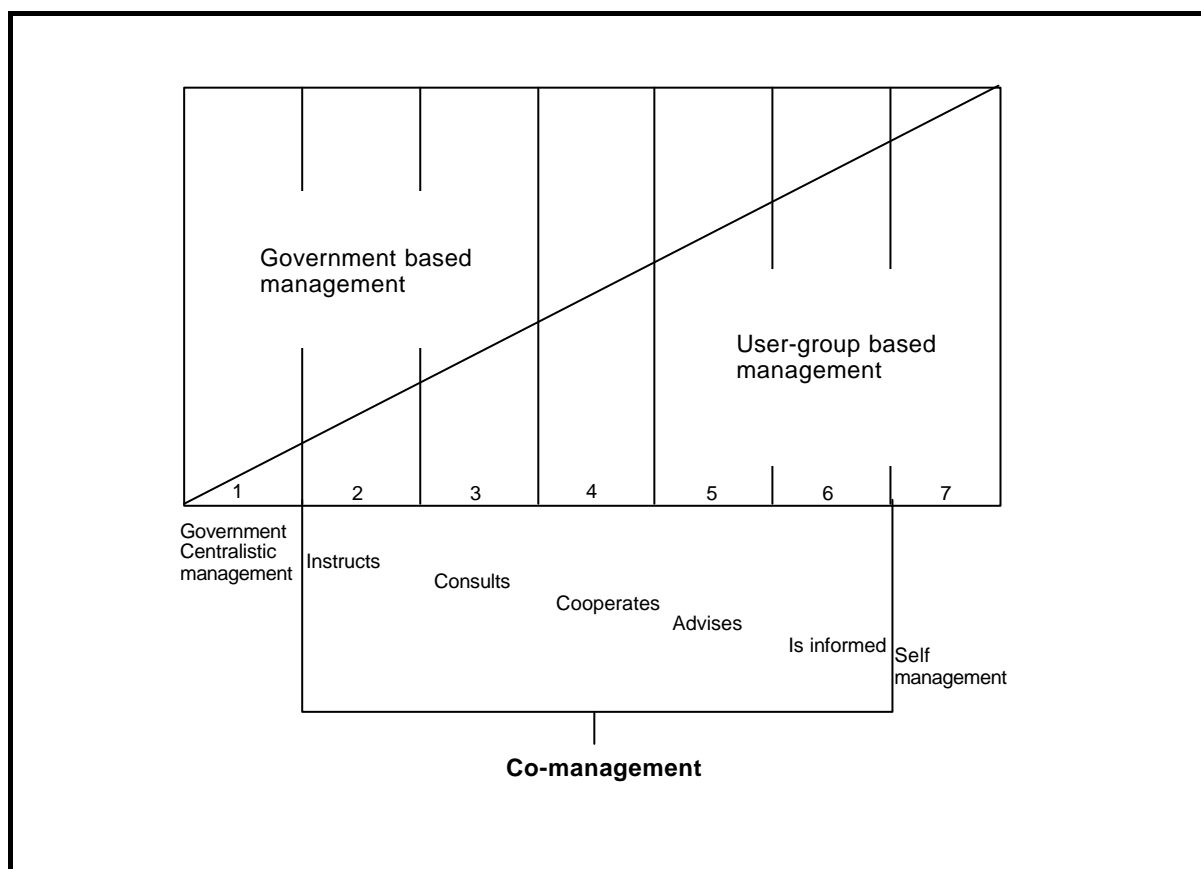 Government based
management
User-group based
management
1 2 3 4 5 6 7
Government
Centralistic
management
Instructs
Consults
Cooperates
Advises
Is informed
Self
management
Co-management